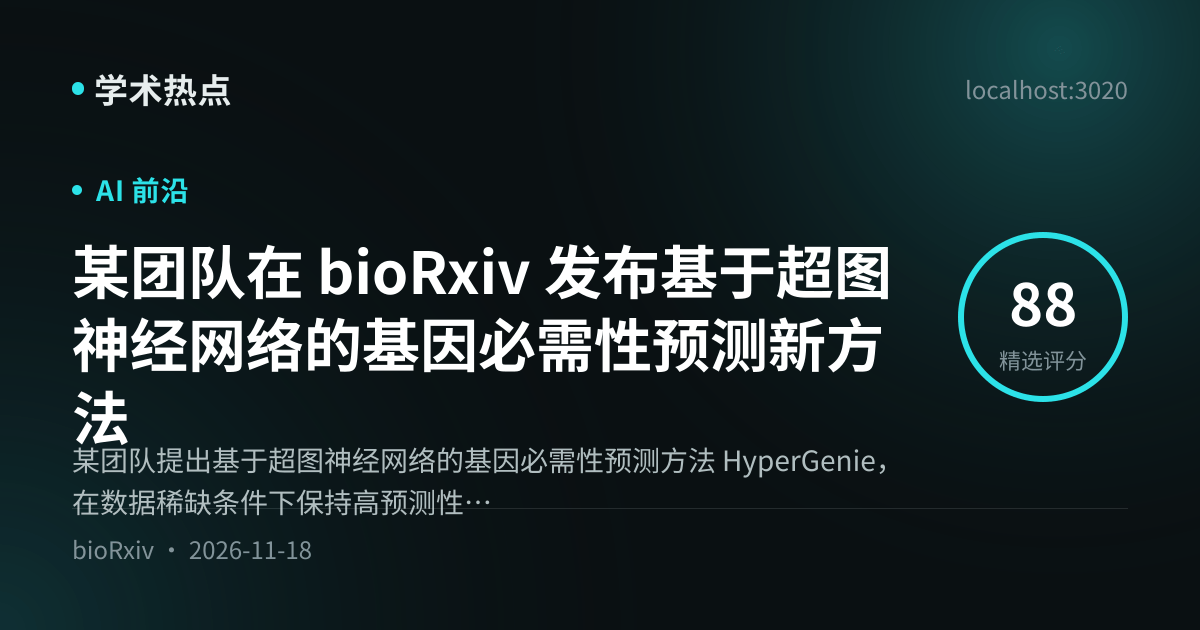 学术热点
localhost:3020
AI 前沿
某团队在 bioRxiv 发布基于超图
神经网络的基因必需性预测新方
法
88
精选评分
某团队提出基于超图神经网络的基因必需性预测方法 HyperGenie，
在数据稀缺条件下保持高预测性…
bioRxiv · 2026-11-18